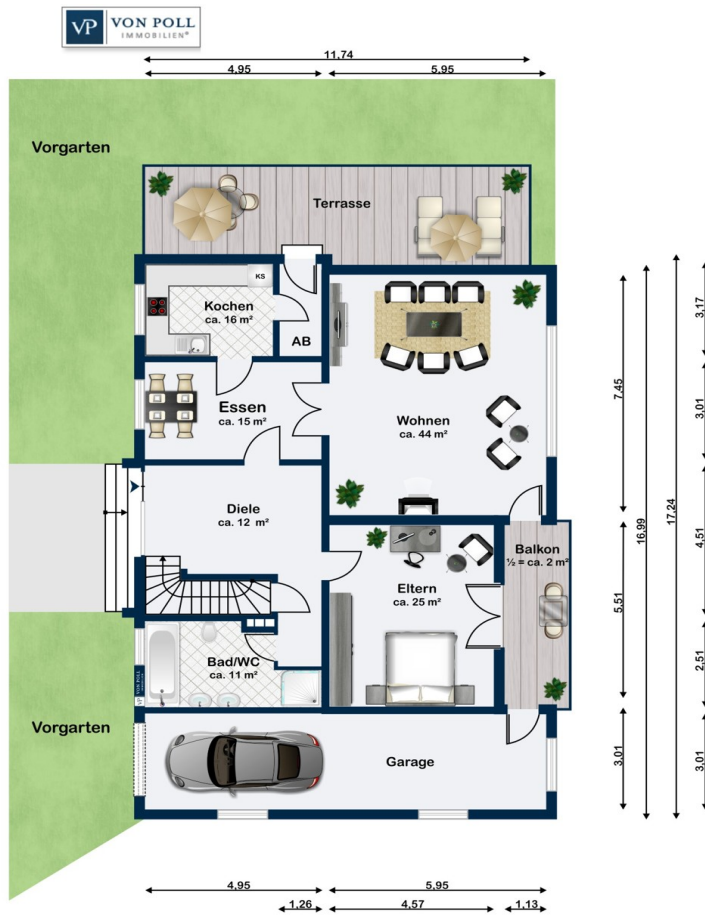 VP VON POLL
IMMOBILIEN®
11,74
4,95 5,95
Vorgarten
Terrasse
KS
Kochen
ca. 16 m²
AB
Essen
ca. 15 m²
Wohnen
ca. 44 m²
Diele
ca. 12 m²
Balkon
½ = ca. 2 m²
Eltern
ca. 25 m²
Bad/WC
ca. 11 m²
VP VON POLL
Vorgarten
Garage
7,45
5,51
3,01
16,99
17,24
3,17
3,01
4,51
2,51
3,01
4,95 5,95
1,26 4,57 1,13